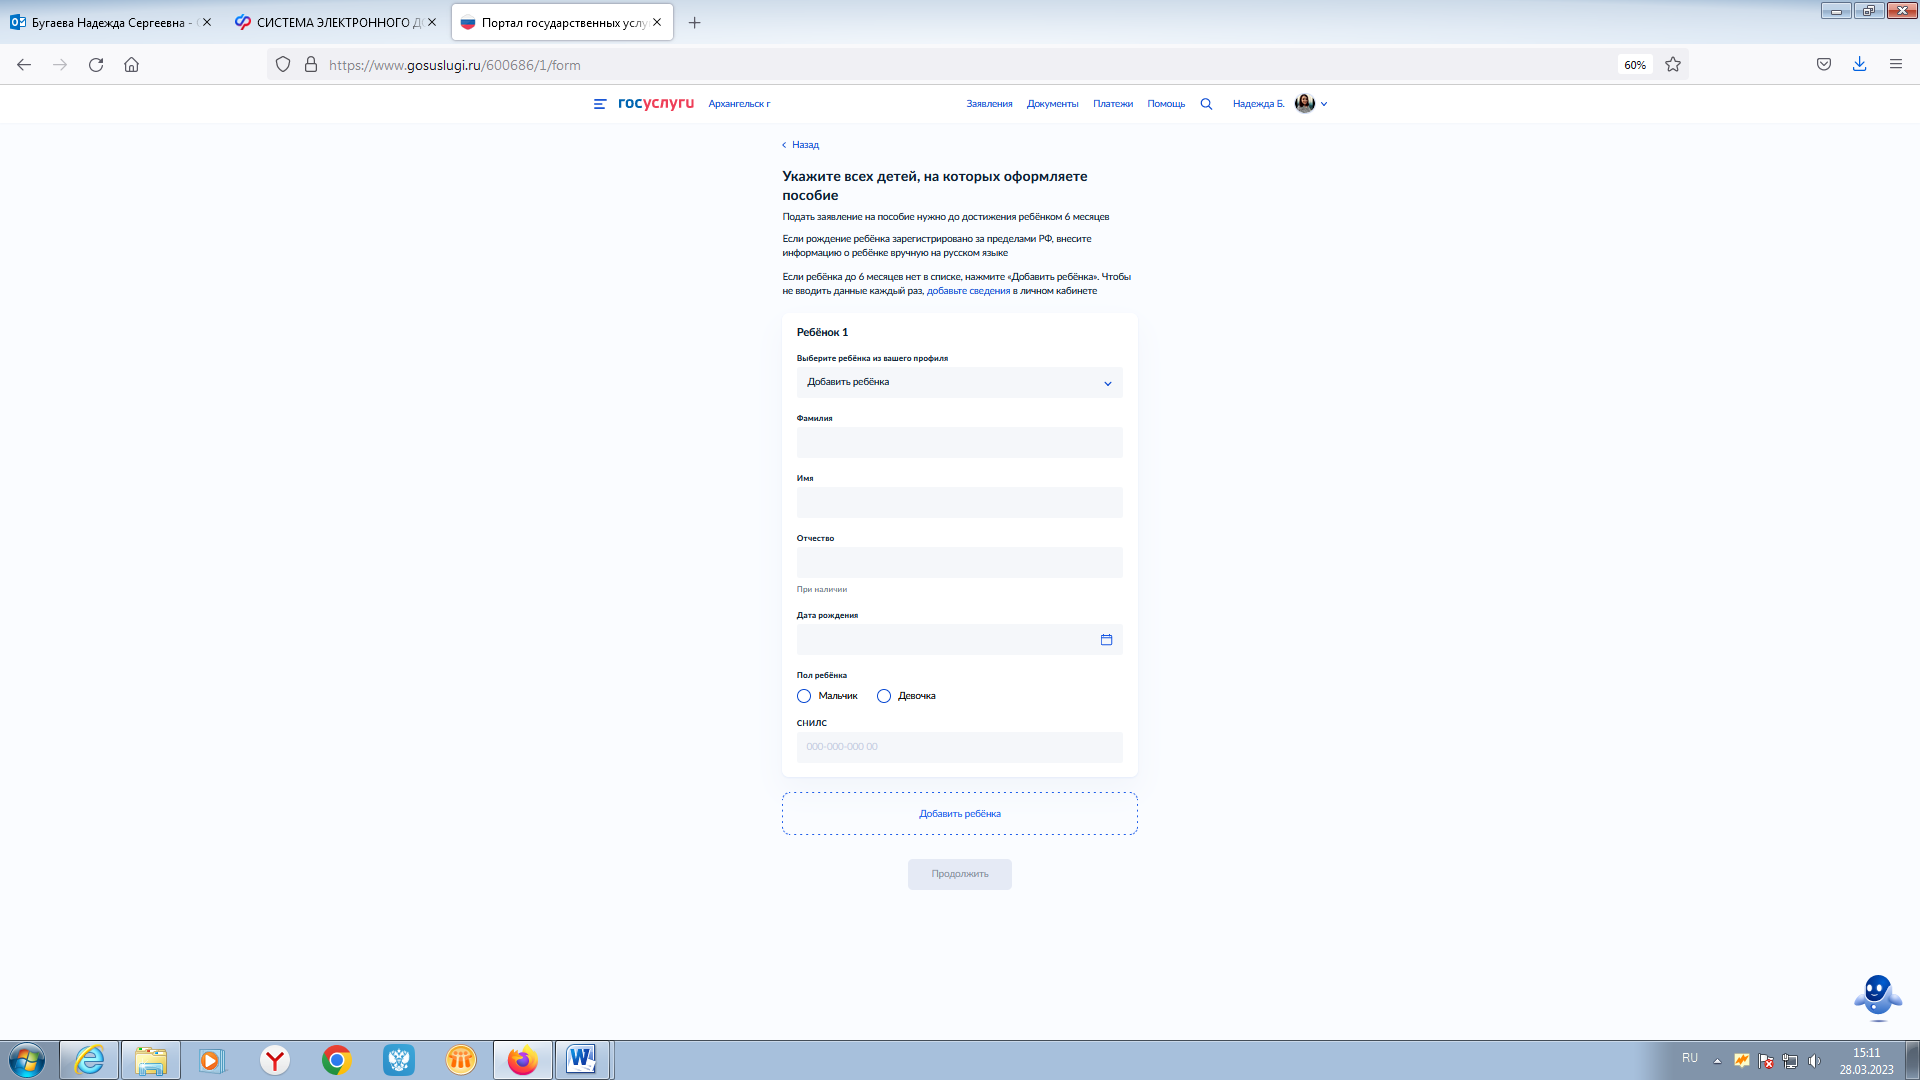 Бугаева Надежда Сергеевна -
СИСТЕМА ЭЛЕКТРОННОГО
Портал государственных
https://www.gosuslugi.ru/600686/1/form
60%
госуслуги
Архангельск г
Заявления
Документы
Платежи
Помощь
Надежда Б.
Назад
Укажите всех детей, на которых оформляете
пособие
Подать заявление на пособие нужно до достижения ребёнком 6 месяцев
Если рождение ребёнка зарегистрировано за пределами РФ, внесите
информацию о ребёнке вручную на русском языке
Если ребёнка до 6 месяцев нет в списке, нажмите «Добавить ребёнка». Чтобы
не вводить данные каждый раз, добавьте сведения в личном кабинете
Ребёнок 1
Выберите ребёнка из вашего профиля
Добавить ребёнка
Фамилия
Имя
Отчество
При наличии
Дата рождения
Пол ребёнка
Мальчик
Девочка
СНИЛС
000-000-000 00
Добавить ребёнка
Продолжить
RU
15:11
28.03.2023